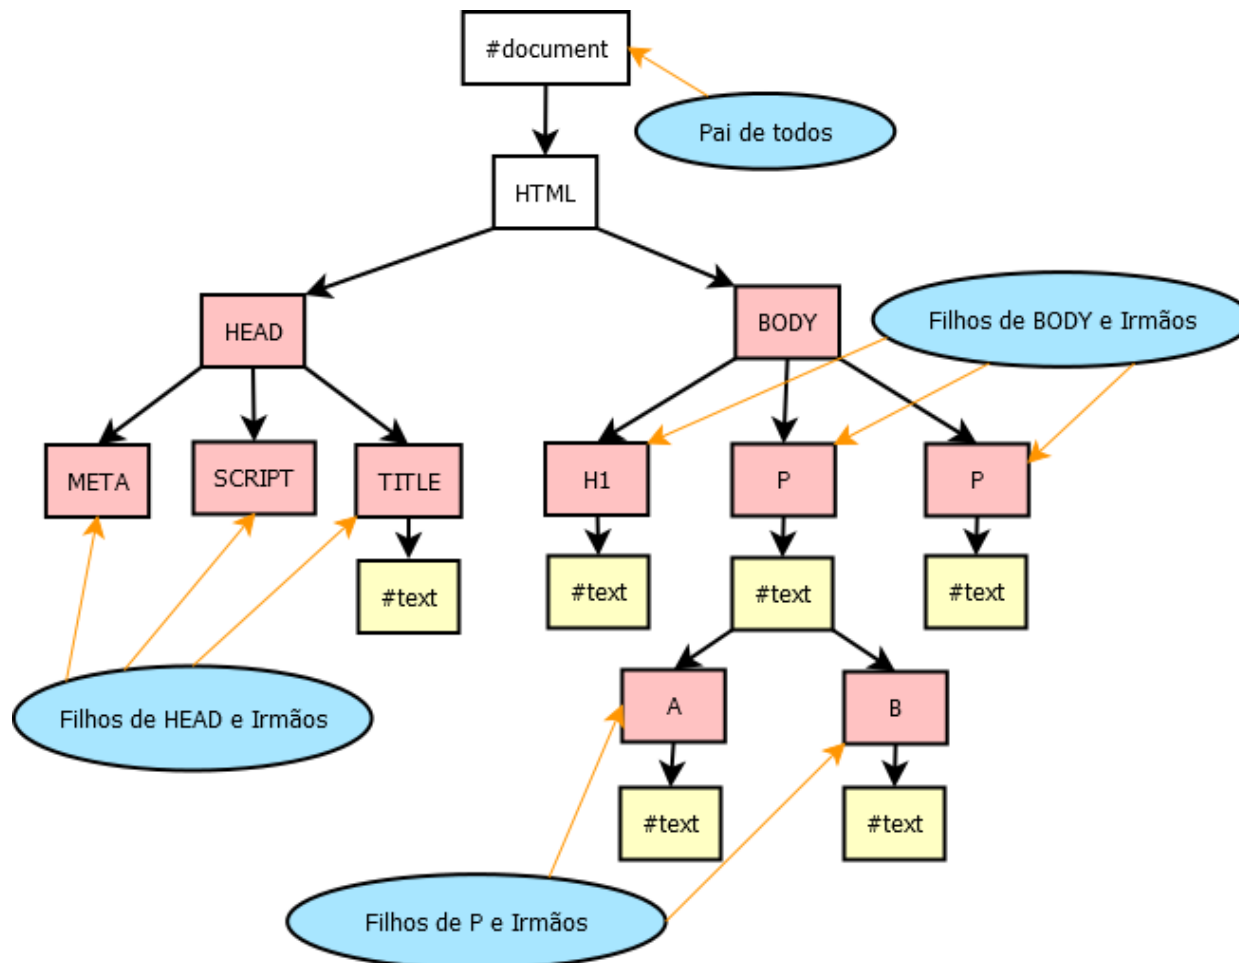 #document
Pai de todos
HTML
HEAD
BODY
Filhos de BODY e Irmãos
META
SCRIPT
TITLE
H1
P
P
#text
#text
#text
#text
Filhos de HEAD e Irmãos
A
B
#text
#text
Filhos de P e Irmãos